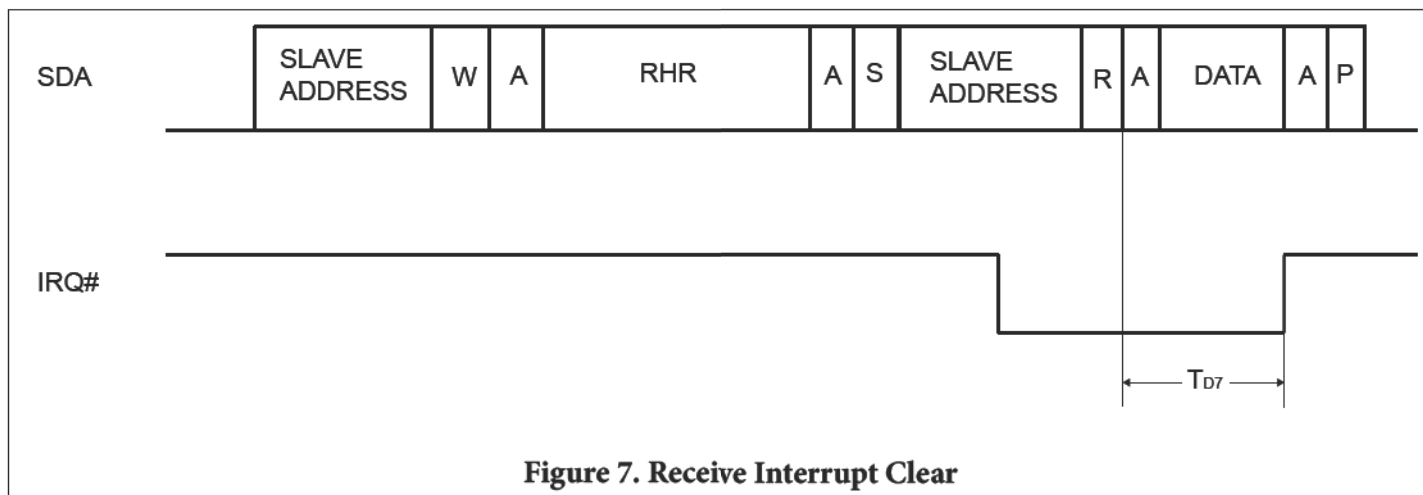 SDA
SLAVE
ADDRESS
W
A
RHR
A
S
SLAVE
ADDRESS
R
A
DATA
A
P
IRQ#
TD7
Figure 7. Receive Interrupt Clear